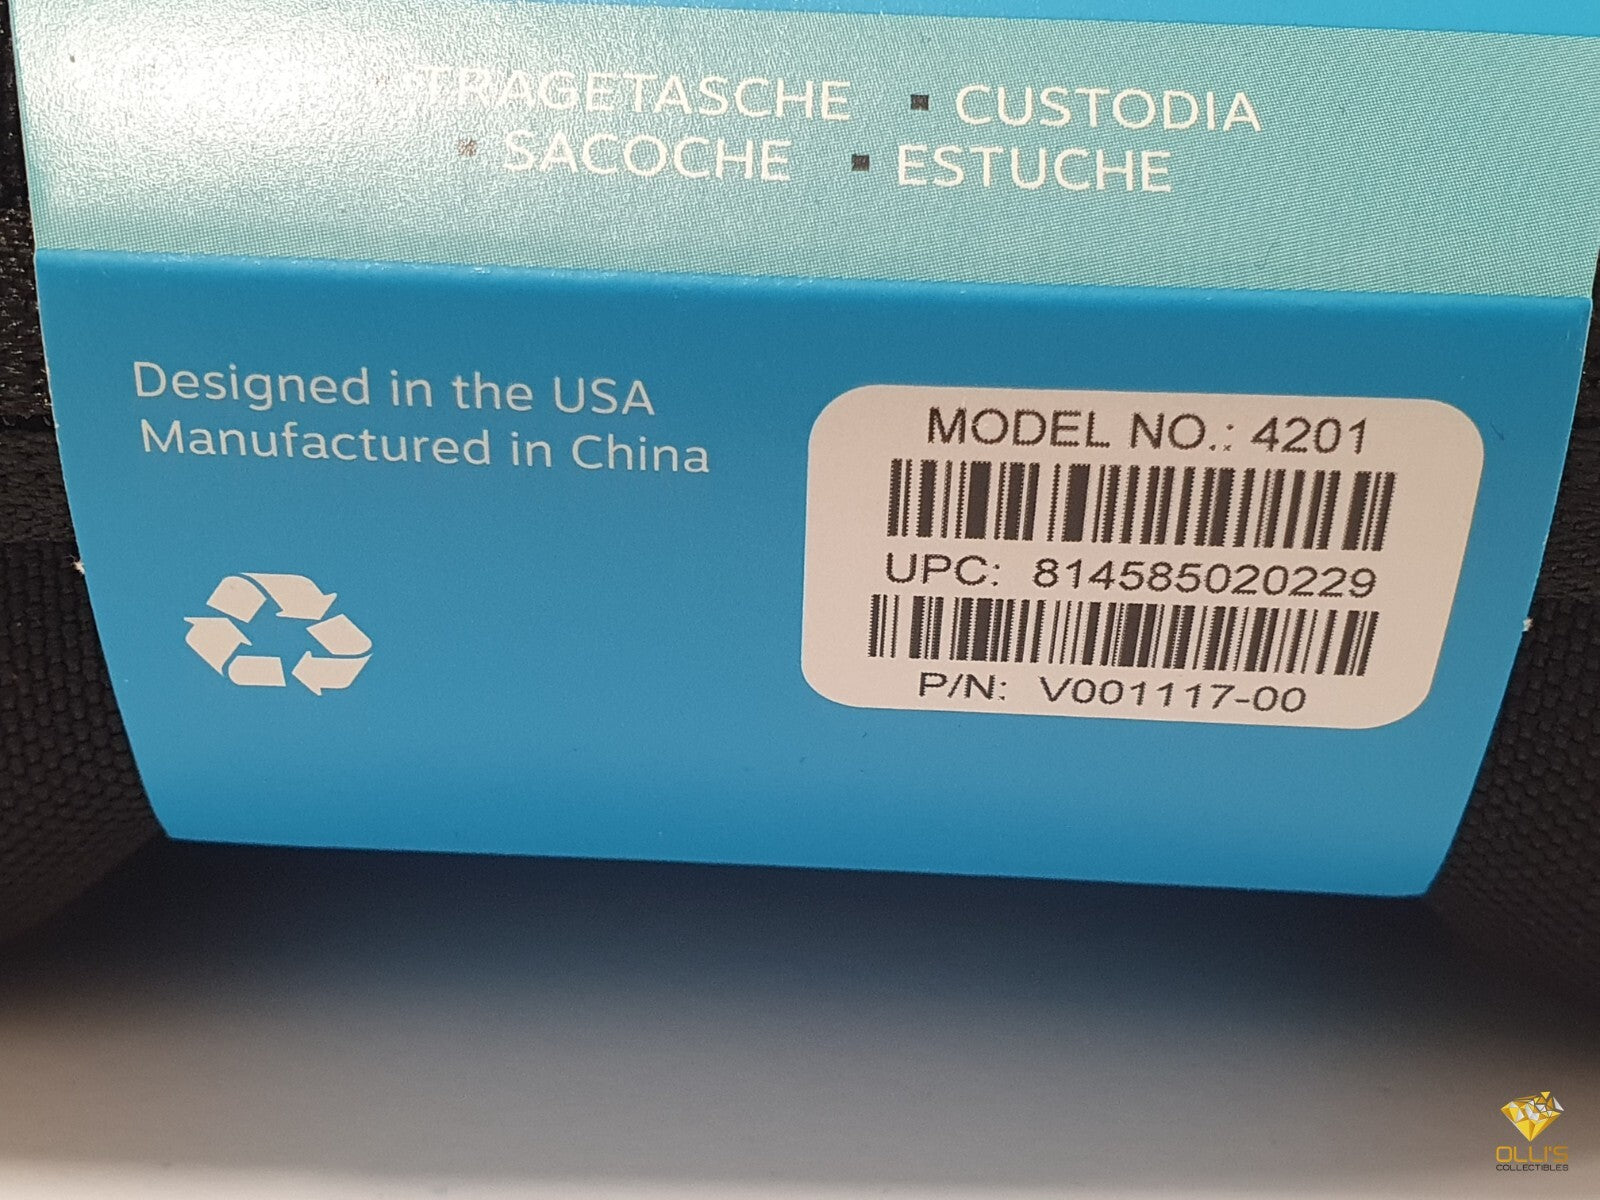 TRAGETASCHE ▪ CUSTODIA
▪ SACOCHE ▪ ESTUCHE
Designed in the USA
Manufactured in China
MODEL NO.: 4201
UPC: 814585020229
P/N: V001117-00
OLLI'S
COLLECTIBLES